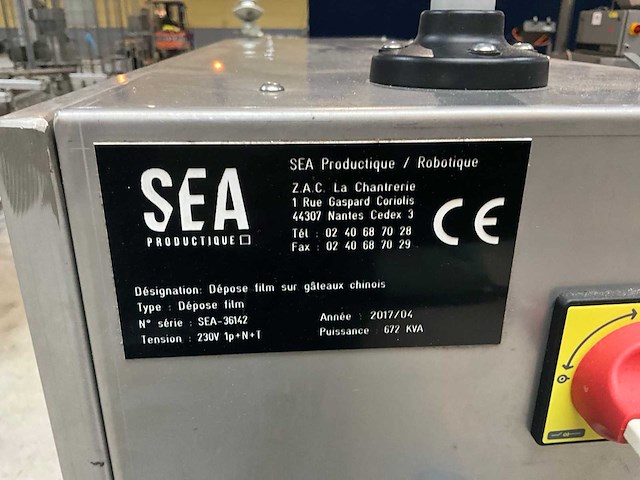 SEA
PRODUCTIQUE
SEA Productique / Robotique
Z.A.C. La Chantrerie
1 Rue Gaspard Coriolis
44307 Nantes Cedex 3
Tél : 02 40 68 70 28
Fax : 02 40 68 70 29
CE
Désignation: Dépose film sur gâteaux chinois
Type : Dépose film
N° série : SEA-36142
Année : 2017/04
Tension : 230V 1p+N+T
Puissance : 672 KVA